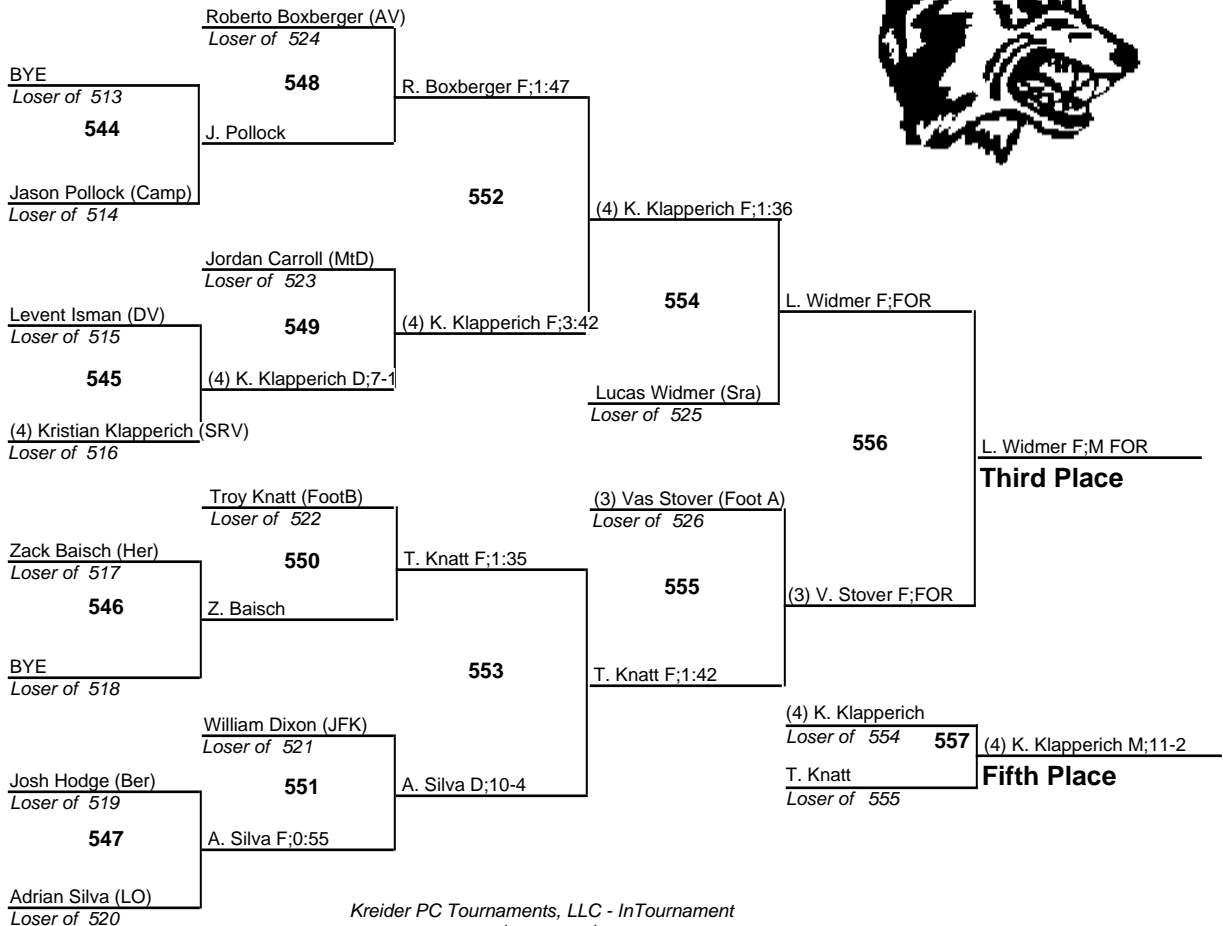 Roberto Boxberger (AV)
Loser of 524
BYE
Loser of 513
548
R. Boxberger F;1:47
544
J. Pollock
Jason Pollock (Camp)
Loser of 514
552
(4) K. Klapperich F;1:36
Jordan Carroll (MtD)
Loser of 523
554
L. Widmer F;FOR
Levent Isman (DV)
Loser of 515
549
(4) K. Klapperich F;3:42
545
(4) K. Klapperich D;7-1
Lucas Widmer (Sra)
Loser of 525
(4) Kristian Klapperich (SRV)
Loser of 516
556
L. Widmer F;M FOR
Third Place
Troy Knatt (FootB)
Loser of 522
(3) Vas Stover (Foot A)
Loser of 526
Zack Baisch (Her)
Loser of 517
550
T. Knatt F;1:35
546
Z. Baisch
555
(3) V. Stover F;FOR
BYE
Loser of 518
553
T. Knatt F;1:42
William Dixon (JFK)
Loser of 521
(4) K. Klapperich
Loser of 554
557
(4) K. Klapperich M;11-2
Fifth Place
T. Knatt
Loser of 555
Josh Hodge (Ber)
Loser of 519
551
A. Silva D;10-4
547
A. Silva F;0:55
Adrian Silva (LO)
Loser of 520
Kreider PC Tournaments, LLC - InTournament